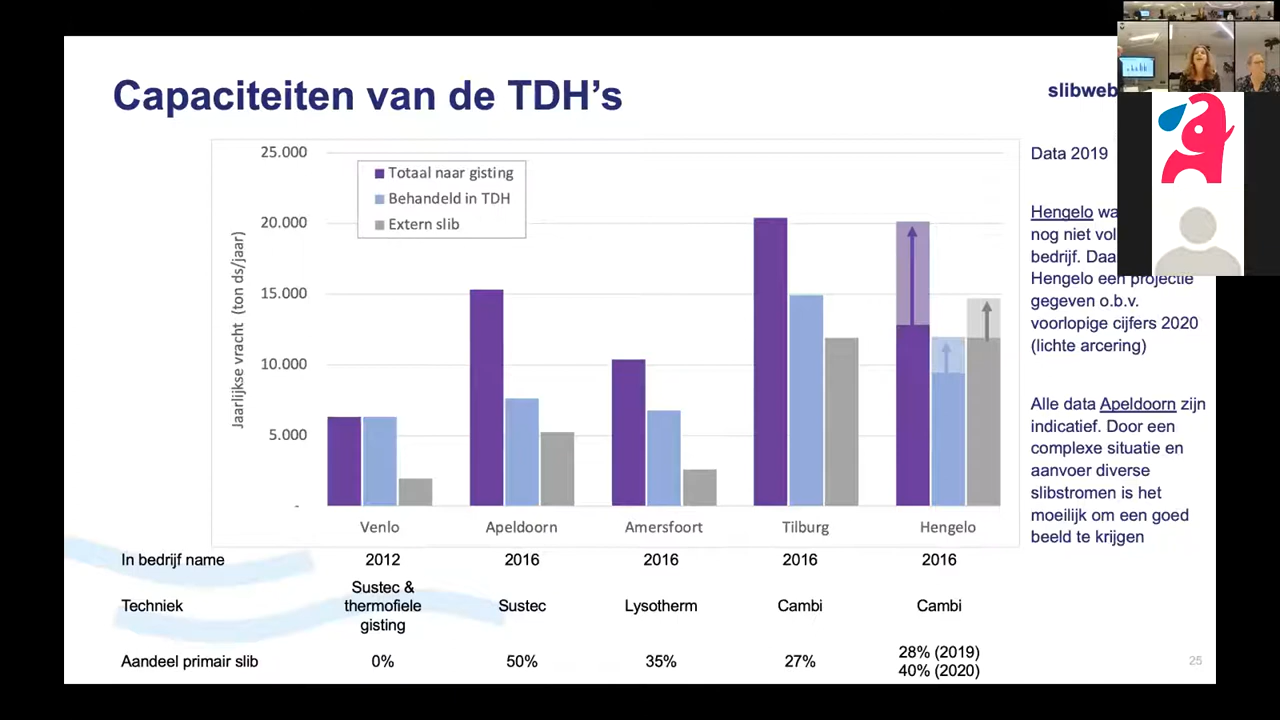 Capaciteiten van de TDH's
slibweb
25.000
20.000
15.000
10.000
5.000
-
Jaarlijkse vracht (ton ds/jaar)
Totaal naar gisting
Behandeld in TDH
Extern slib
Venlo Apeldoorn Amersfoort Tilburg Hengelo
Data 2019
Hengelo
nog niet
bedrijf.
Hengelo een projectie
gegeven o.b.v.
voorlopige cijfers 2020
(lichte arcering)
Alle data Apeldoorn zijn
indicatief. Door een
complexe situatie en
aanvoer diverse
slibstromen is het
moeilijk om een goed
beeld te krijgen
In bedrijf name 2012 2016 2016 2016 2016
Techniek Sustec & thermofiele gisting Sustec Lysotherm Cambi Cambi
Aandeel primair slib 0% 50% 35% 27% 28% (2019) 40% (2020)
25